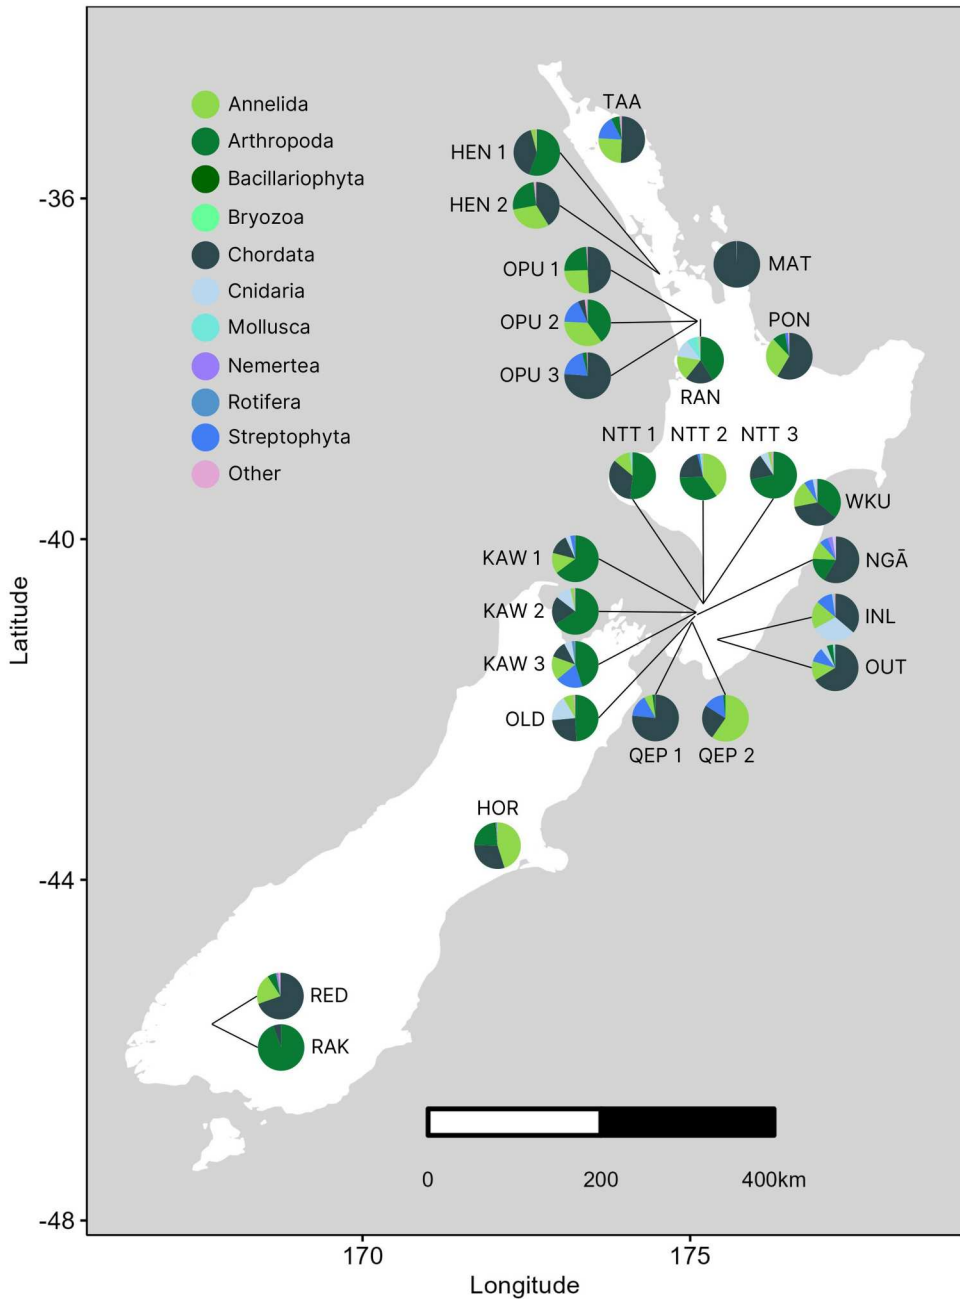 Annelida
Arthropoda
Bacillariophyta
Bryozoa
Chordata
Cnidaria
Mollusca
Nemertea
Rotifera
Streptophyta
Other
TAA
HEN 1
HEN 2
OPU 1
MAT
OPU 2
PON
OPU 3
RAN
NTT 1
NTT 2
NTT 3
WKU
KAW 1
NGĀ
KAW 2
INL
KAW 3
OUT
OLD
QEP 1
QEP 2
HOR
RED
RAK
0
200
400km
-36
-40
-44
-48
Latitude
170
175
Longitude